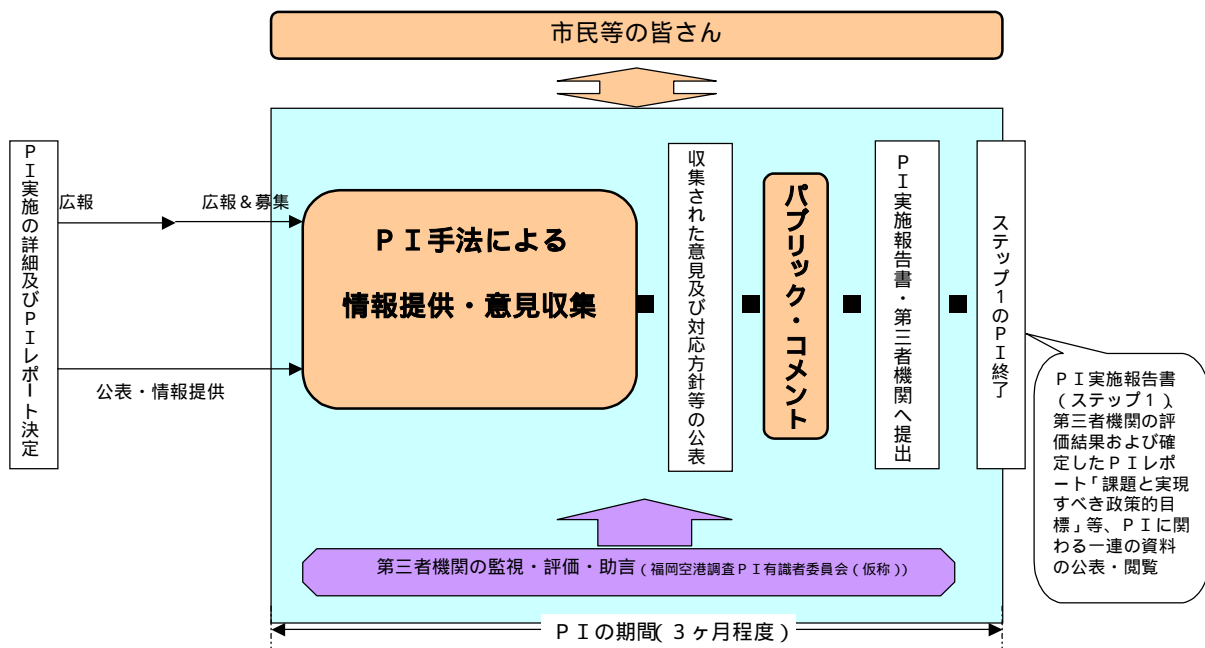 市民等の皆さん
PI実施の詳細及びPIレポート決定
広報
広報&募集
公表・情報提供
PI手法による
情報提供・意見収集
収集された意見及び対応方針等の公表
パブリック・コメント
PI実施報告書・第三者機関へ提出
ステップ1のPI終了
PI実施報告書
(ステップ1)、
第三者機関の評
価結果および確
定したPIレポ
ート「課題と実現
すべき政策的目
標」等、PIに関
わる一連の資料
の公表・閲覧
第三者機関の監視・評価・助言(福岡空港調査PI有識者委員会(仮称))
PIの期間(3ヶ月程度)